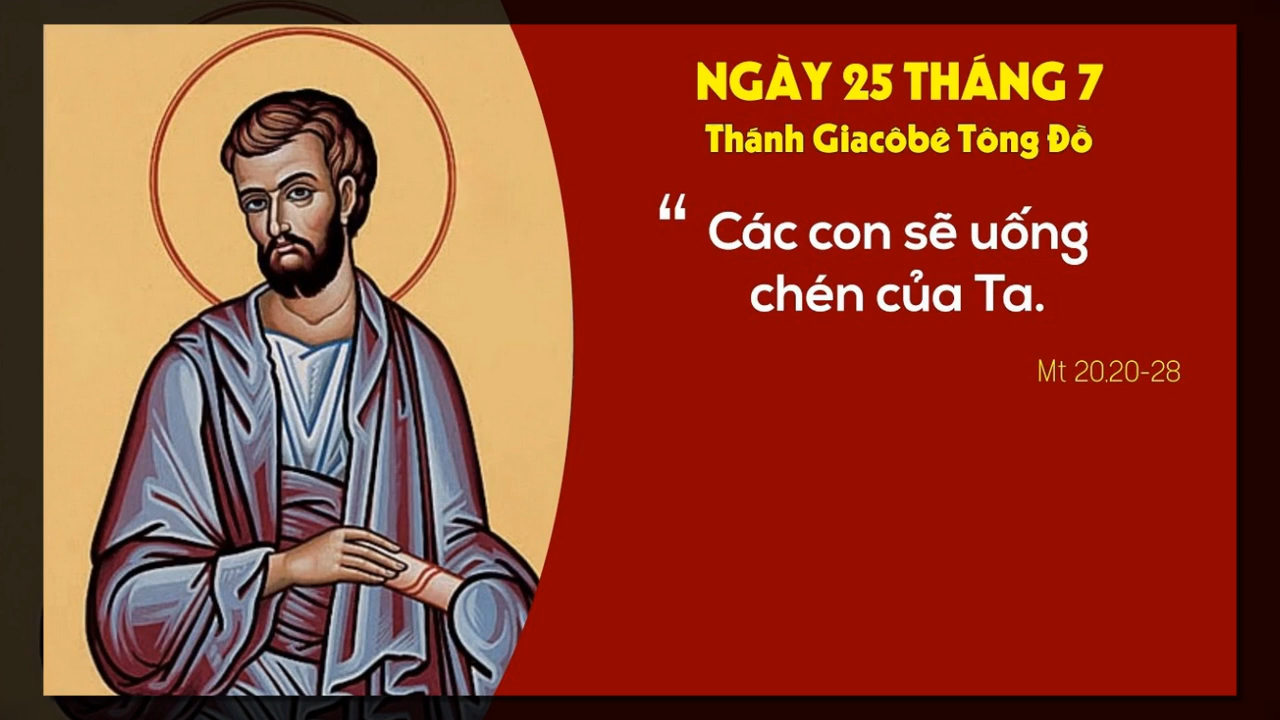 NGÀY 25 THÁNG 7
Thánh Giacôbê Tông Đồ
“ Các con sẽ uống
chén của Ta.
Mt 20,20-28